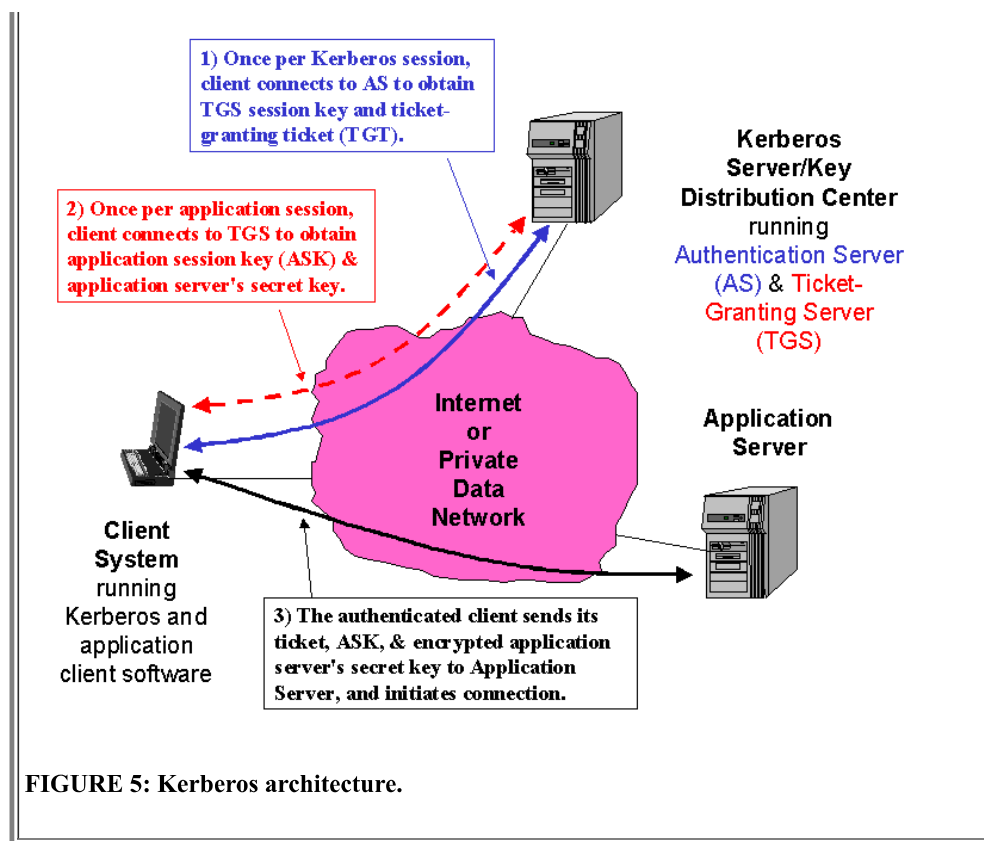 1) Once per Kerberos session,
client connects to AS to obtain
TGS session key and ticket-
granting ticket (TGT).
2) Once per application session,
client connects to TGS to obtain
application session key (ASK) &
application server's secret key.
Kerberos
Server/Key
Distribution Center
running
Authentication Server
(AS) & Ticket-
Granting Server
(TGS)
Internet
or
Private
Data
Network
Application
Server
Client
System
running
Kerberos and
application
client software
3) The authenticated client sends its
ticket, ASK, & encrypted application
server's secret key to Application
Server, and initiates connection.
FIGURE 5: Kerberos architecture.